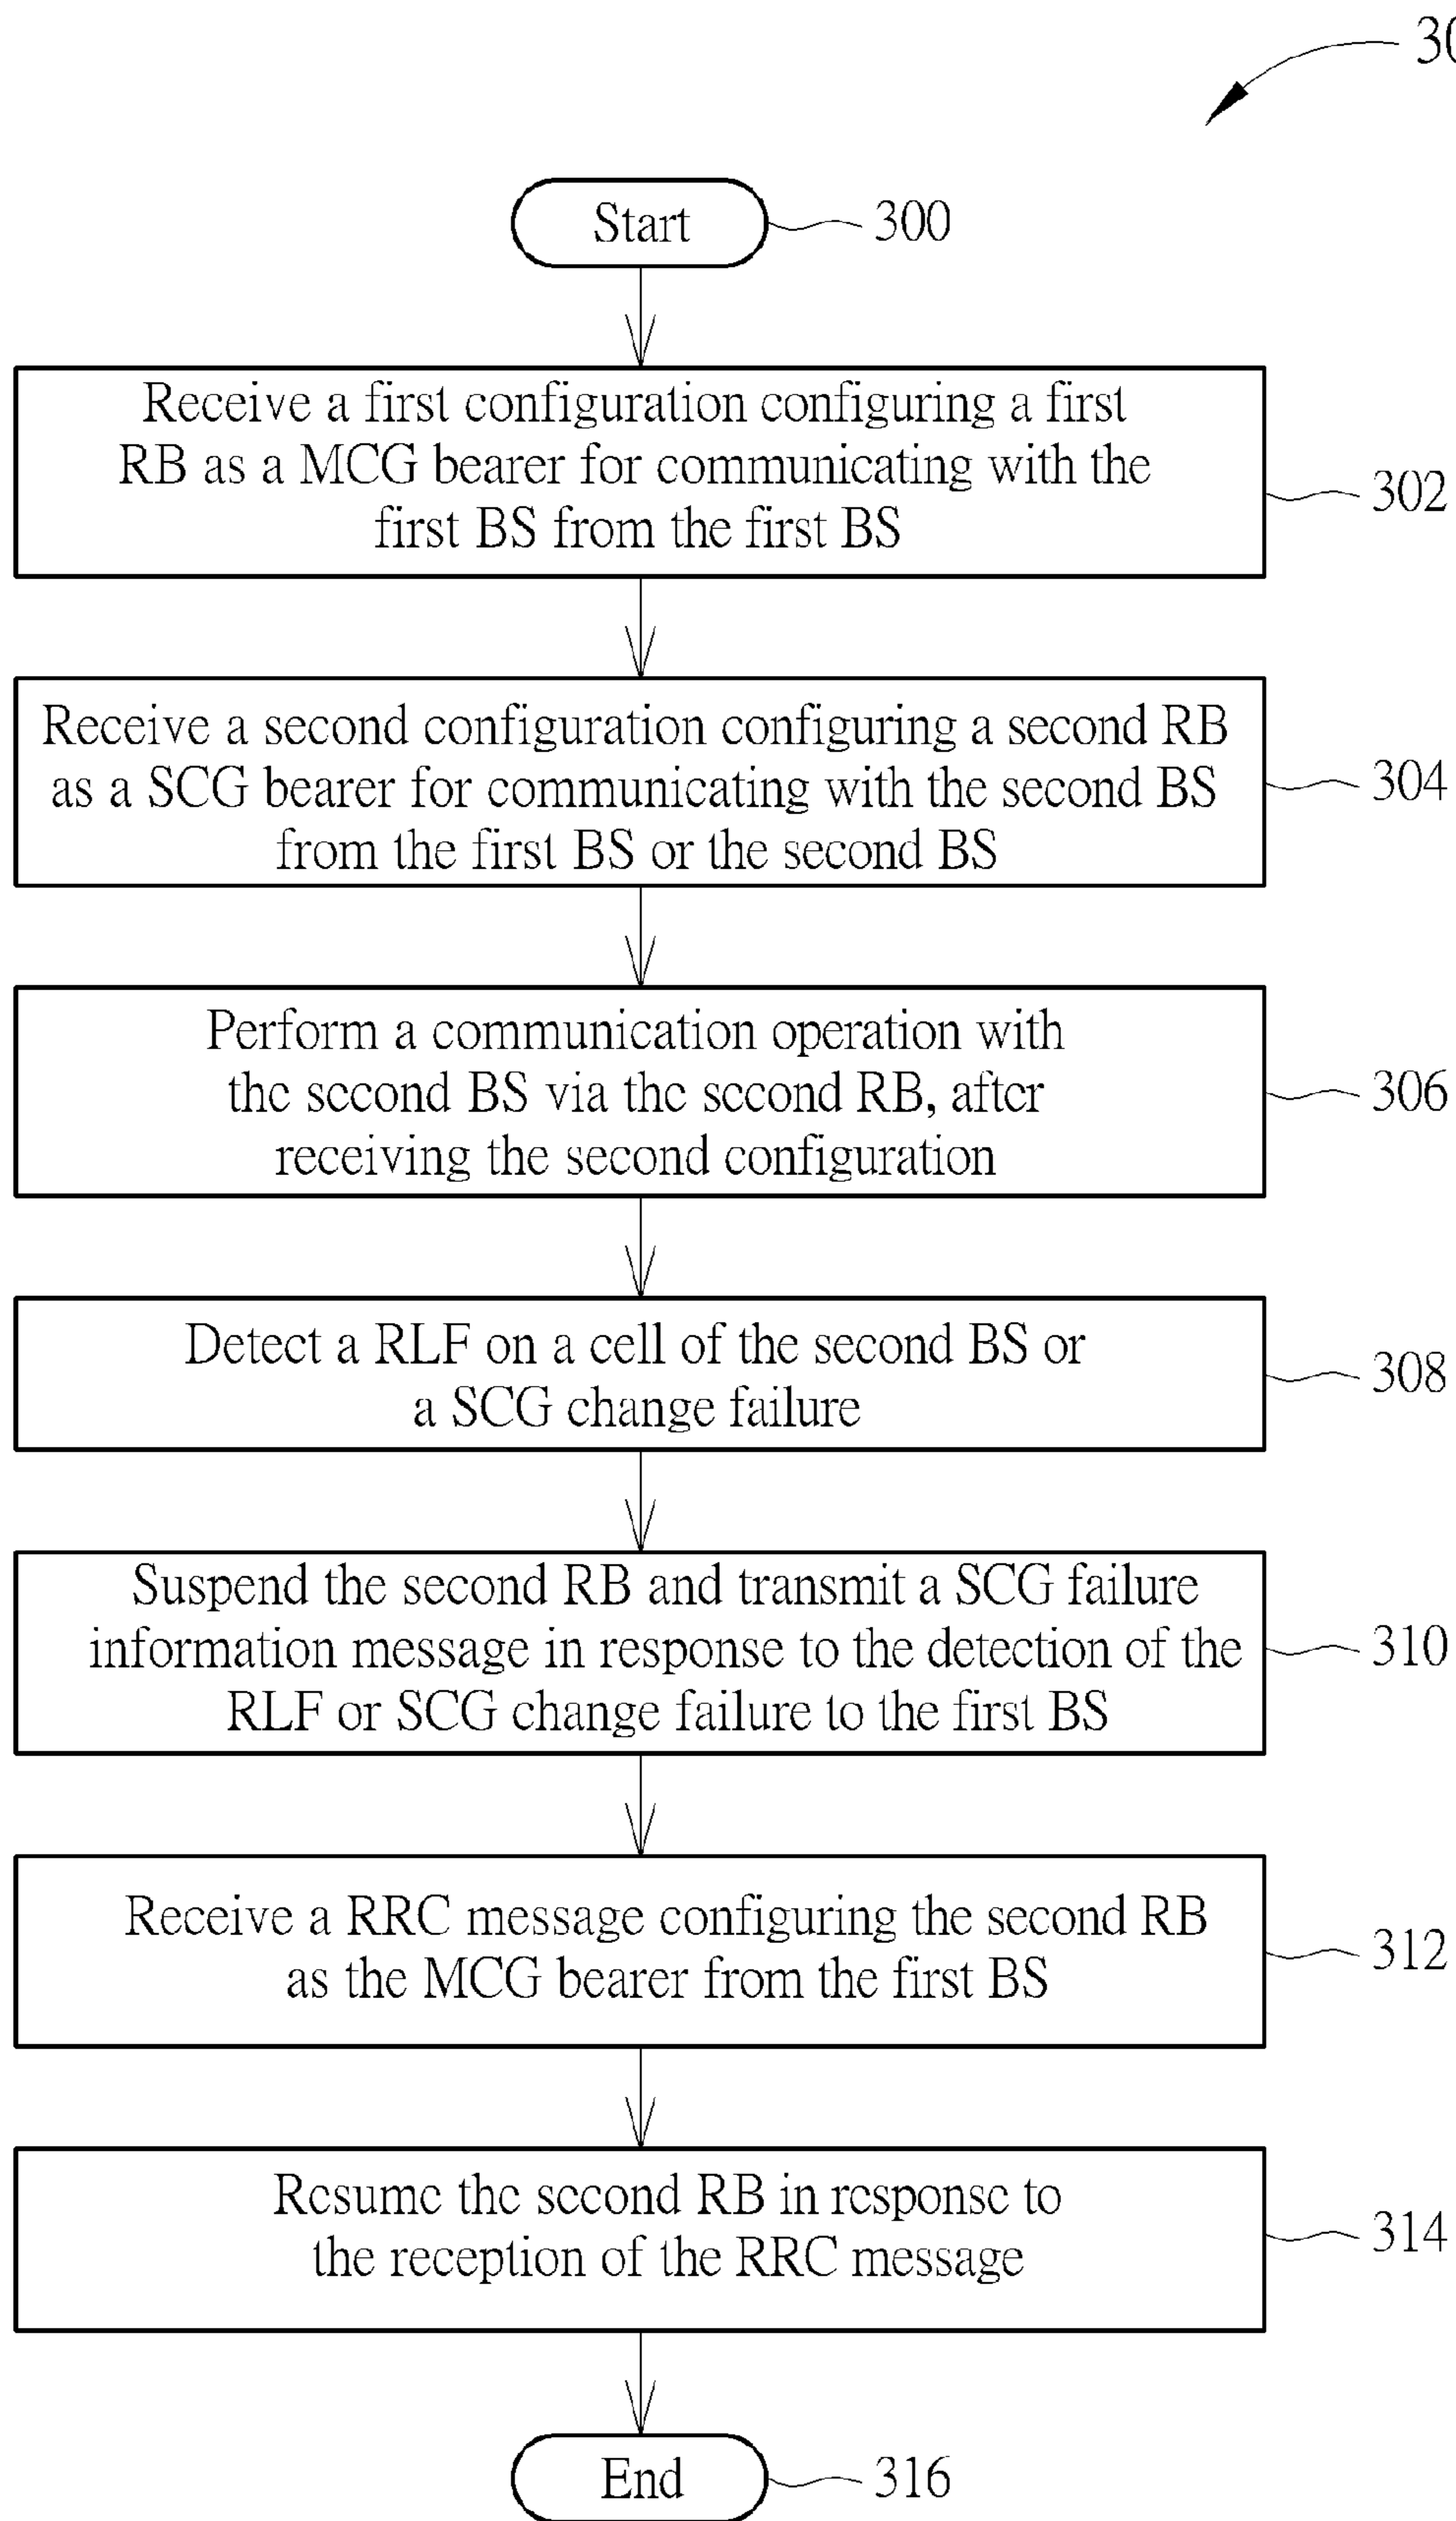 Start
300
Receive a first configuration configuring a first
RB as a MCG bearer for communicating with the
first BS from the first BS
302
Receive a second configuration configuring a second RB
as a SCG bearer for communicating with the second BS
from the first BS or the second BS
304
Perform a communication operation with
the second BS via the second RB, after
receiving the second configuration
306
Detect a RLF on a cell of the second BS or
a SCG change failure
308
Suspend the second RB and transmit a SCG failure
information message in response to the detection of the
RLF or SCG change failure to the first BS
310
Receive a RRC message configuring the second RB
as the MCG bearer from the first BS
312
Resume the second RB in response to
the reception of the RRC message
314
End
316